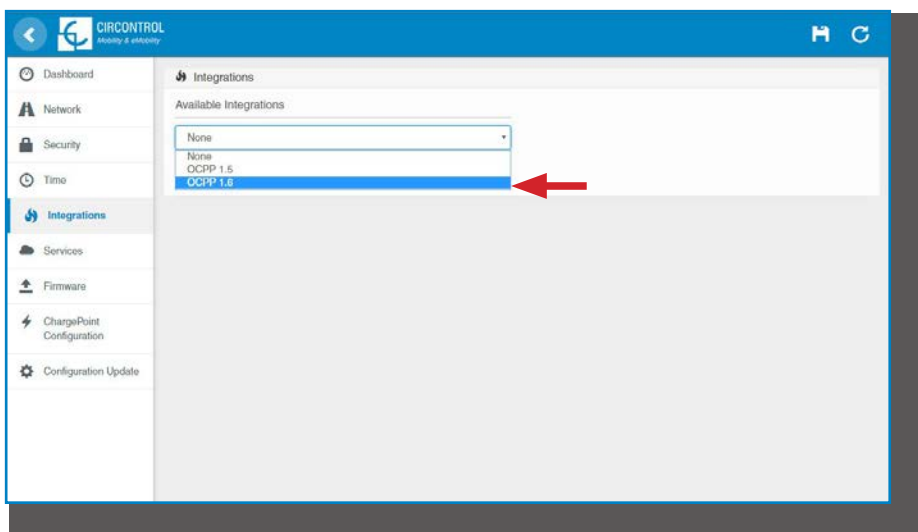 CIRCONTROL
Mobility & eMobility
Dashboard
Network
Security
Time
Integrations
Services
Firmware
ChargePoint
Configuration
Configuration Update
Integrations
Available Integrations
None
None
OCPP 1.5
OCPP 1.6